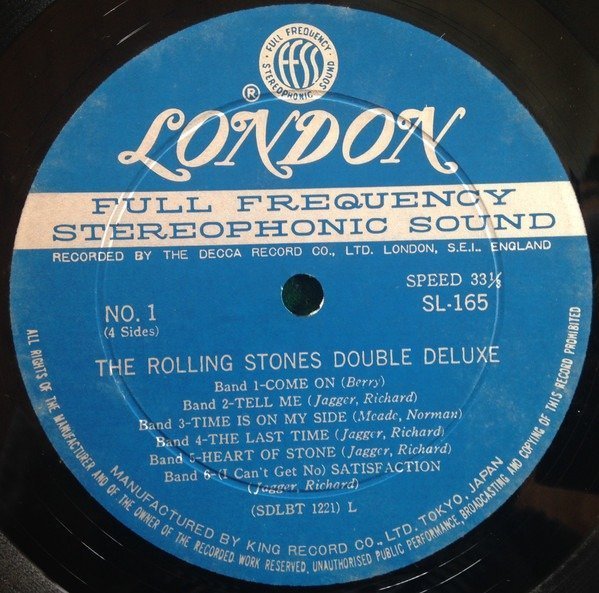 FULL FREQUENCY
ffss
STEREOPHONIC SOUND
®
LONDON
FULL FREQUENCY
STEREOPHONIC SOUND
RECORDED BY THE DECCA RECORD CO., LTD. LONDON, S.E.I.. ENGLAND
SPEED 33⅓
NO. 1
SL-165
(4 Sides)
THE ROLLING STONES DOUBLE DELUXE
Band 1-COME ON (Berry)
Band 2-TELL ME (Jagger, Richard)
Band 3-TIME IS ON MY SIDE (Meade, Norman)
Band 4-THE LAST TIME (Jagger, Richard)
Band 5-HEART OF STONE (Jagger, Richard)
Band 6-(I Can't Get No) SATISFACTION
(Jagger, Richard)
(SDLBT 1221) L
MANUFACTURED BY KING RECORD CO., LTD. TOKYO, JAPAN
ALL RIGHTS OF THE MANUFACTURER AND OF THE OWNER OF THE RECORDED WORK RESERVED, UNAUTHORISED PUBLIC PERFORMANCE, BROADCASTING AND COPYING OF THIS RECORD PROHIBITED